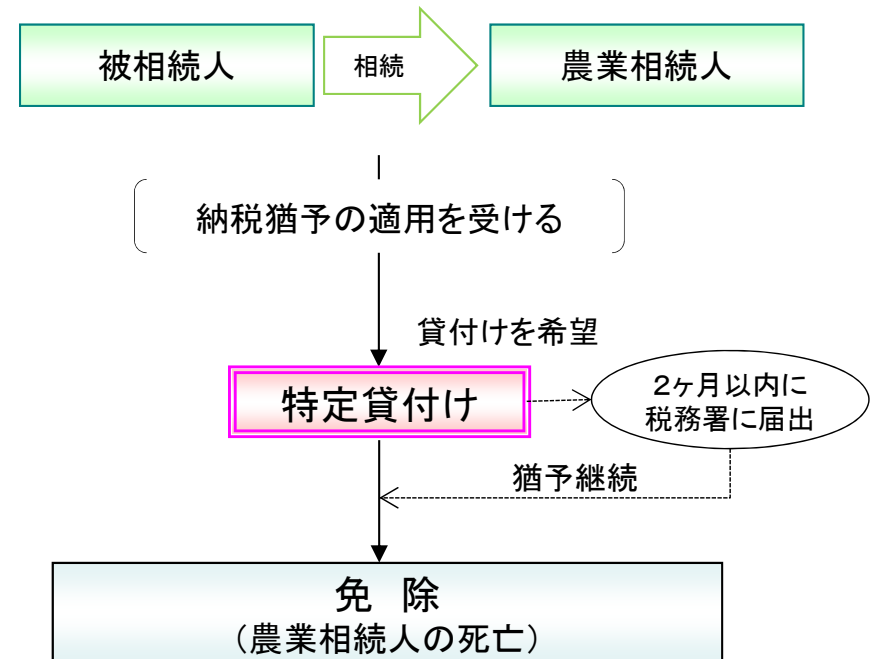 被相続人
相続
農業相続人
納税猶予の適用を受ける
貸付けを希望
特定貸付け
2ヶ月以内に
税務署に届出
猶予継続
免　除
（農業相続人の死亡）